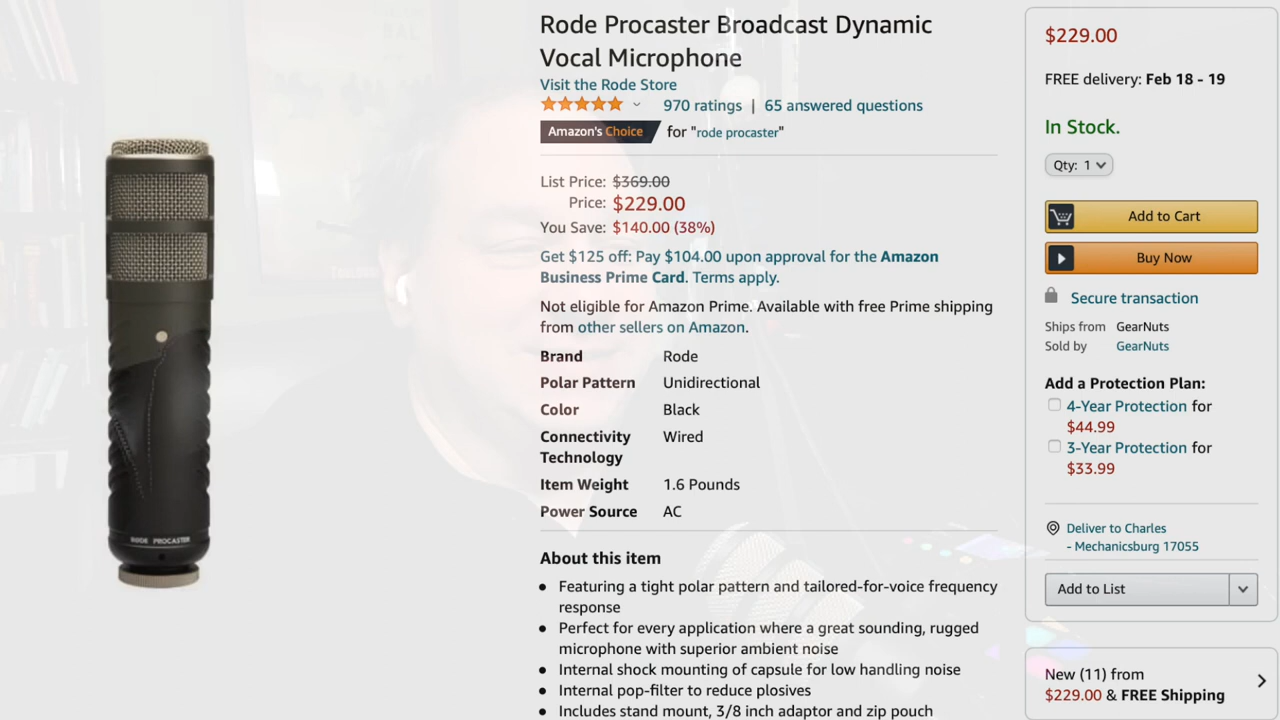 Rode Procaster Broadcast Dynamic
Vocal Microphone
Visit the Rode Store
970 ratings | 65 answered questions
Amazon's Choice for "rode procaster"
List Price: $369.00
Price: $229.00
You Save: $140.00 (38%)
Get $125 off: Pay $104.00 upon approval for the Amazon
Business Prime Card. Terms apply.
Not eligible for Amazon Prime. Available with free Prime shipping
from other sellers on Amazon.
Brand Rode
Polar Pattern Unidirectional
Color Black
Connectivity Wired
Technology
Item Weight 1.6 Pounds
Power Source AC
About this item
• Featuring a tight polar pattern and tailored-for-voice frequency
response
• Perfect for every application where a great sounding, rugged
microphone with superior ambient noise
• Internal shock mounting of capsule for low handling noise
• Internal pop-filter to reduce plosives
• Includes stand mount, 3/8 inch adaptor and zip pouch
$229.00
FREE delivery: Feb 18 - 19
In Stock.
Qty: 1
Add to Cart
Buy Now
Secure transaction
Ships from GearNuts
Sold by GearNuts
Add a Protection Plan:
4-Year Protection for
$44.99
3-Year Protection for
$33.99
Deliver to Charles
- Mechanicsburg 17055
Add to List
New (11) from
$229.00 & FREE Shipping
RODE PROCASTER